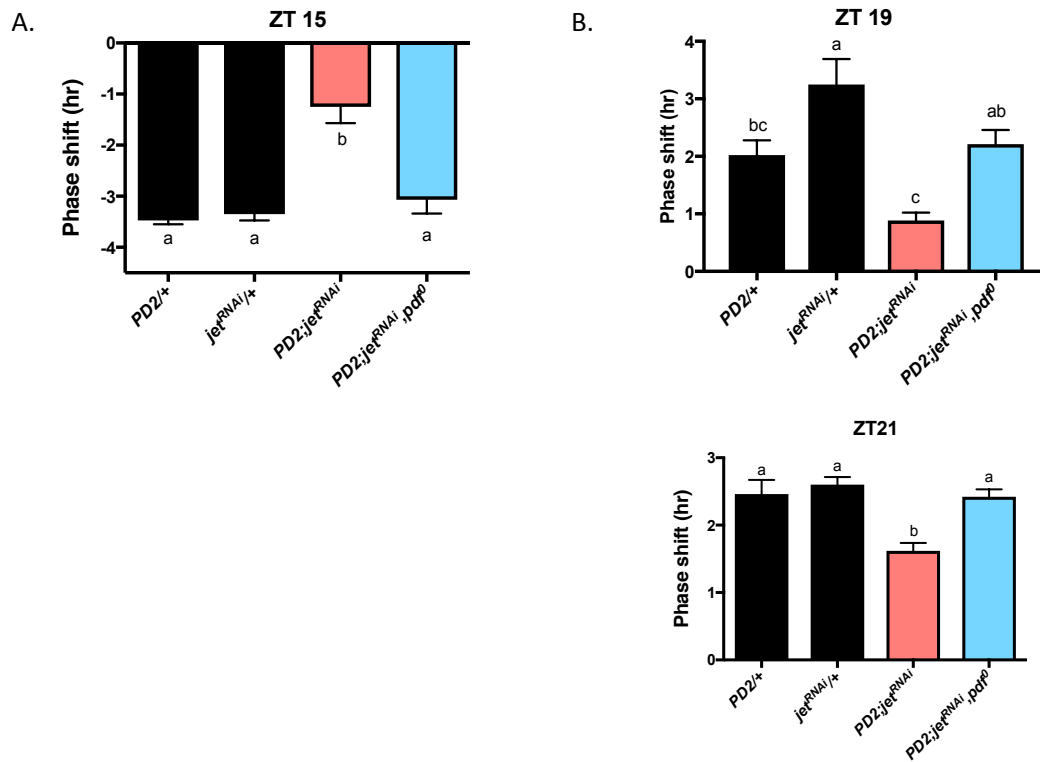 A.
ZT 15
Phase shift (hr)
0
-1
-2
-3
-4
a
a
b
a
PD2/+
jetRNAi/+
PD2;jetRNAi
PD2;jetRNAi,pdf0
B.
ZT 19
Phase shift (hr)
4
3
2
1
0
bc
a
c
ab
PD2/+
jetRNAi/+
PD2;jetRNAi
PD2;jetRNAi,pdf0
ZT21
Phase shift (hr)
3
2
1
0
a
a
b
a
PD2/+
jetRNAi/+
PD2;jetRNAi
PD2;jetRNAi,pdf0